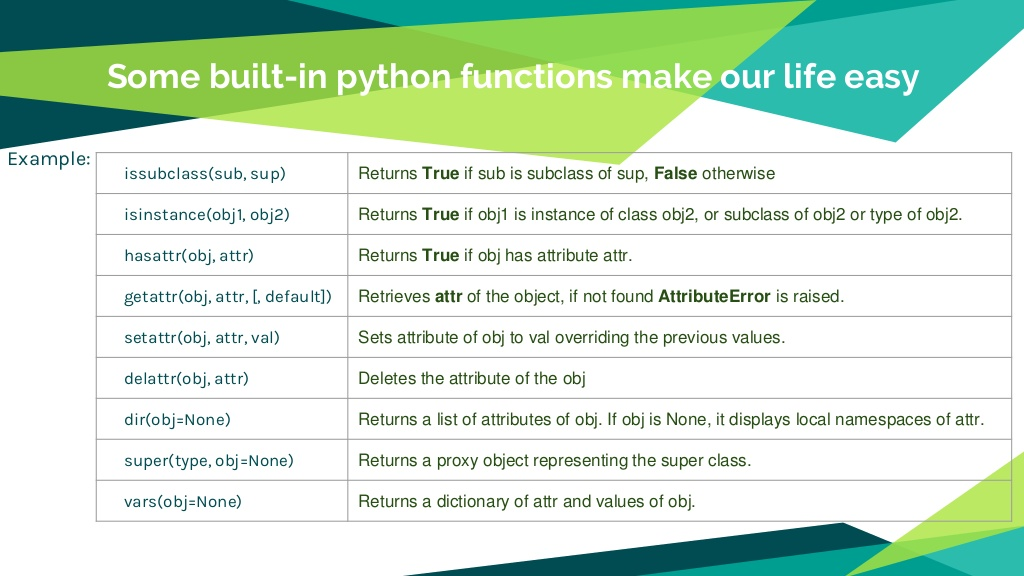 Some built-in python functions make our life easy
Example:
issubclass(sub, sup) Returns True if sub is subclass of sup, False otherwise
isinstance(obj1, obj2) Returns True if obj1 is instance of class obj2, or subclass of obj2 or type of obj2.
hasattr(obj, attr) Returns True if obj has attribute attr.
getattr(obj, attr, [, default]) Retrieves attr of the object, if not found AttributeError is raised.
setattr(obj, attr, val) Sets attribute of obj to val overriding the previous values.
delattr(obj, attr) Deletes the attribute of the obj
dir(obj=None) Returns a list of attributes of obj. If obj is None, it displays local namespaces of attr.
super(type, obj=None) Returns a proxy object representing the super class.
vars(obj=None) Returns a dictionary of attr and values of obj.